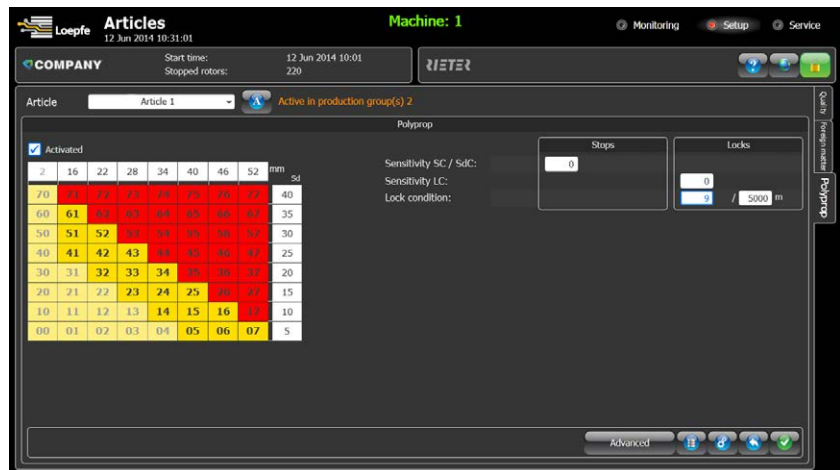 Loepfe
Articles
12 Jun 2014 10:31:01
Machine: 1
Monitoring
Setup
Service
COMPANY
Start time: 12 Jun 2014 10:01
Stopped rotors: 220
RIETER
Article
Article 1
A
Active in production group(s) 2
Quality
Foreign matter
Polyprop
Polyprop
Activated
2 16 22 28 34 40 46 52 mm
Sd
70 71 72 73 74 75 76 77 40
60 61 62 63 64 65 66 67 35
50 51 52 53 54 55 56 57 30
40 41 42 43 44 45 46 47 25
30 31 32 33 34 35 36 37 20
20 21 22 23 24 25 26 27 15
10 11 12 13 14 15 16 17 10
00 01 02 03 04 05 06 07 5
Stops
Locks
Sensitivity SC / SdC: 0
Sensitivity LC: 0
Lock condition: 9 / 5000 m
Advanced